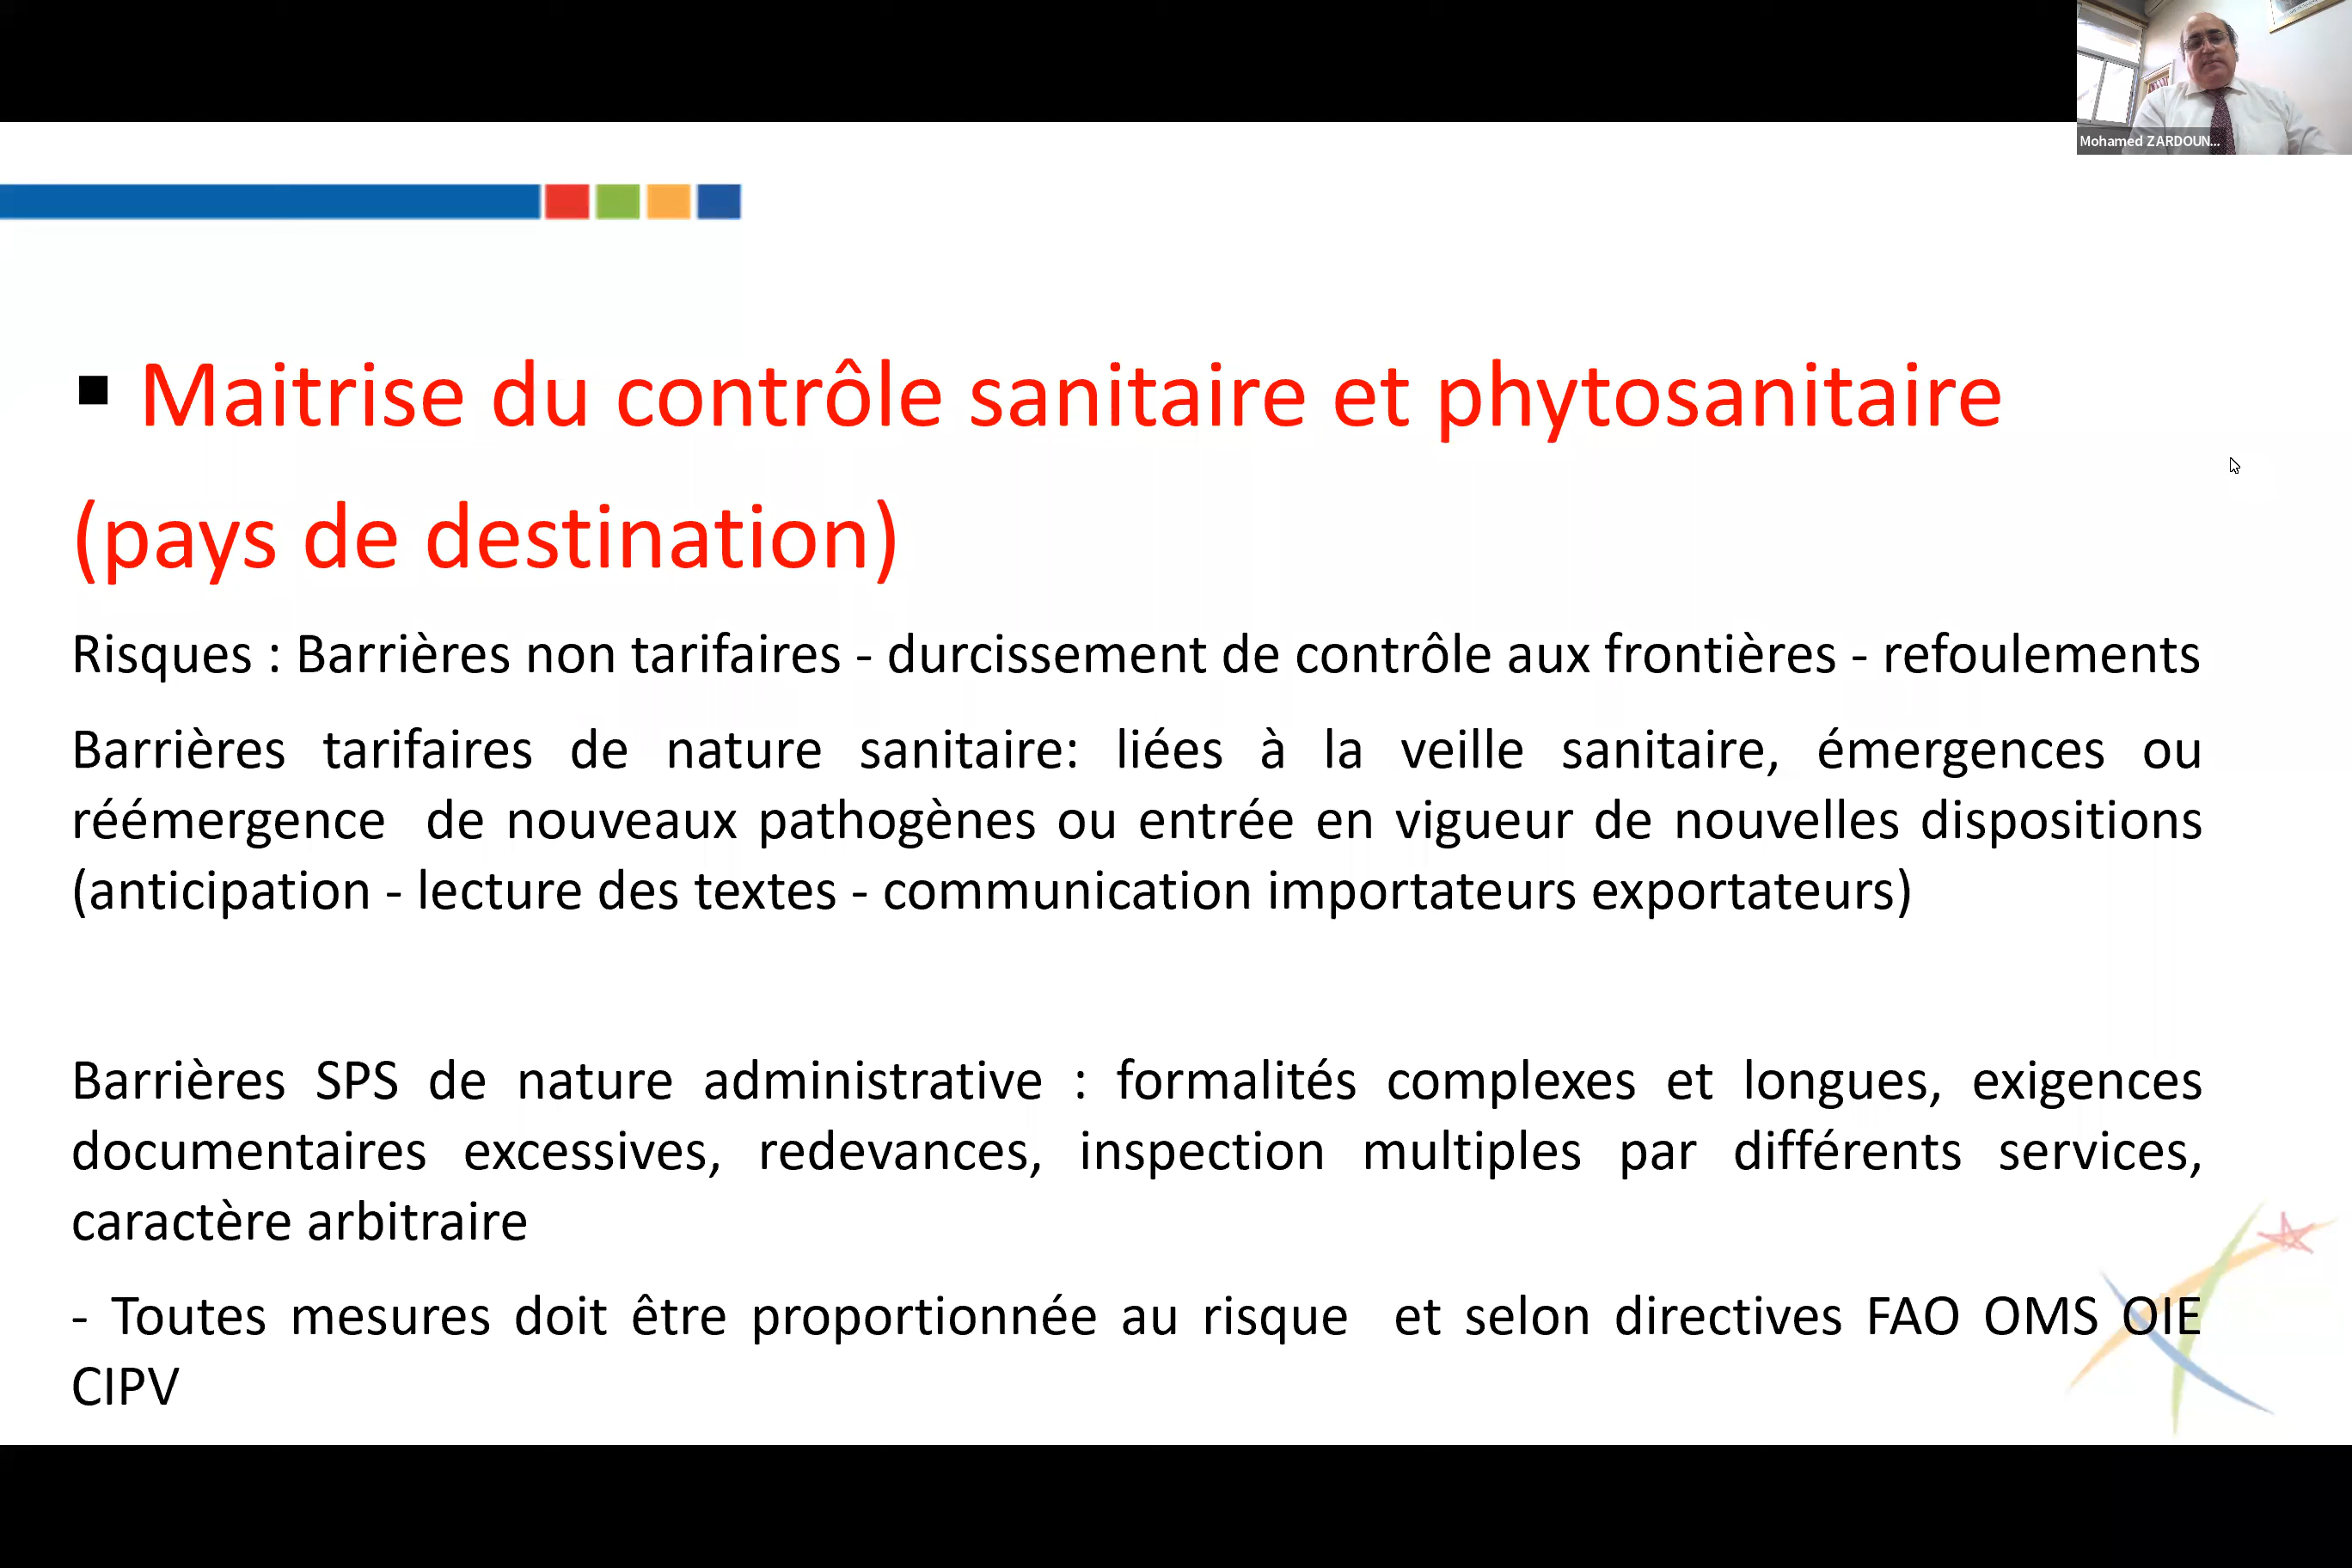 Mohamed ZARDOUN...
▪ Maitrise du contrôle sanitaire et phytosanitaire
(pays de destination)
Risques : Barrières non tarifaires - durcissement de contrôle aux frontières - refoulements
Barrières tarifaires de nature sanitaire: liées à la veille sanitaire, émergences ou
réémergence de nouveaux pathogènes ou entrée en vigueur de nouvelles dispositions
(anticipation - lecture des textes - communication importateurs exportateurs)
Barrières SPS de nature administrative : formalités complexes et longues, exigences
documentaires excessives, redevances, inspection multiples par différents services,
caractère arbitraire
- Toutes mesures doit être proportionnée au risque et selon directives FAO OMS OIE
CIPV